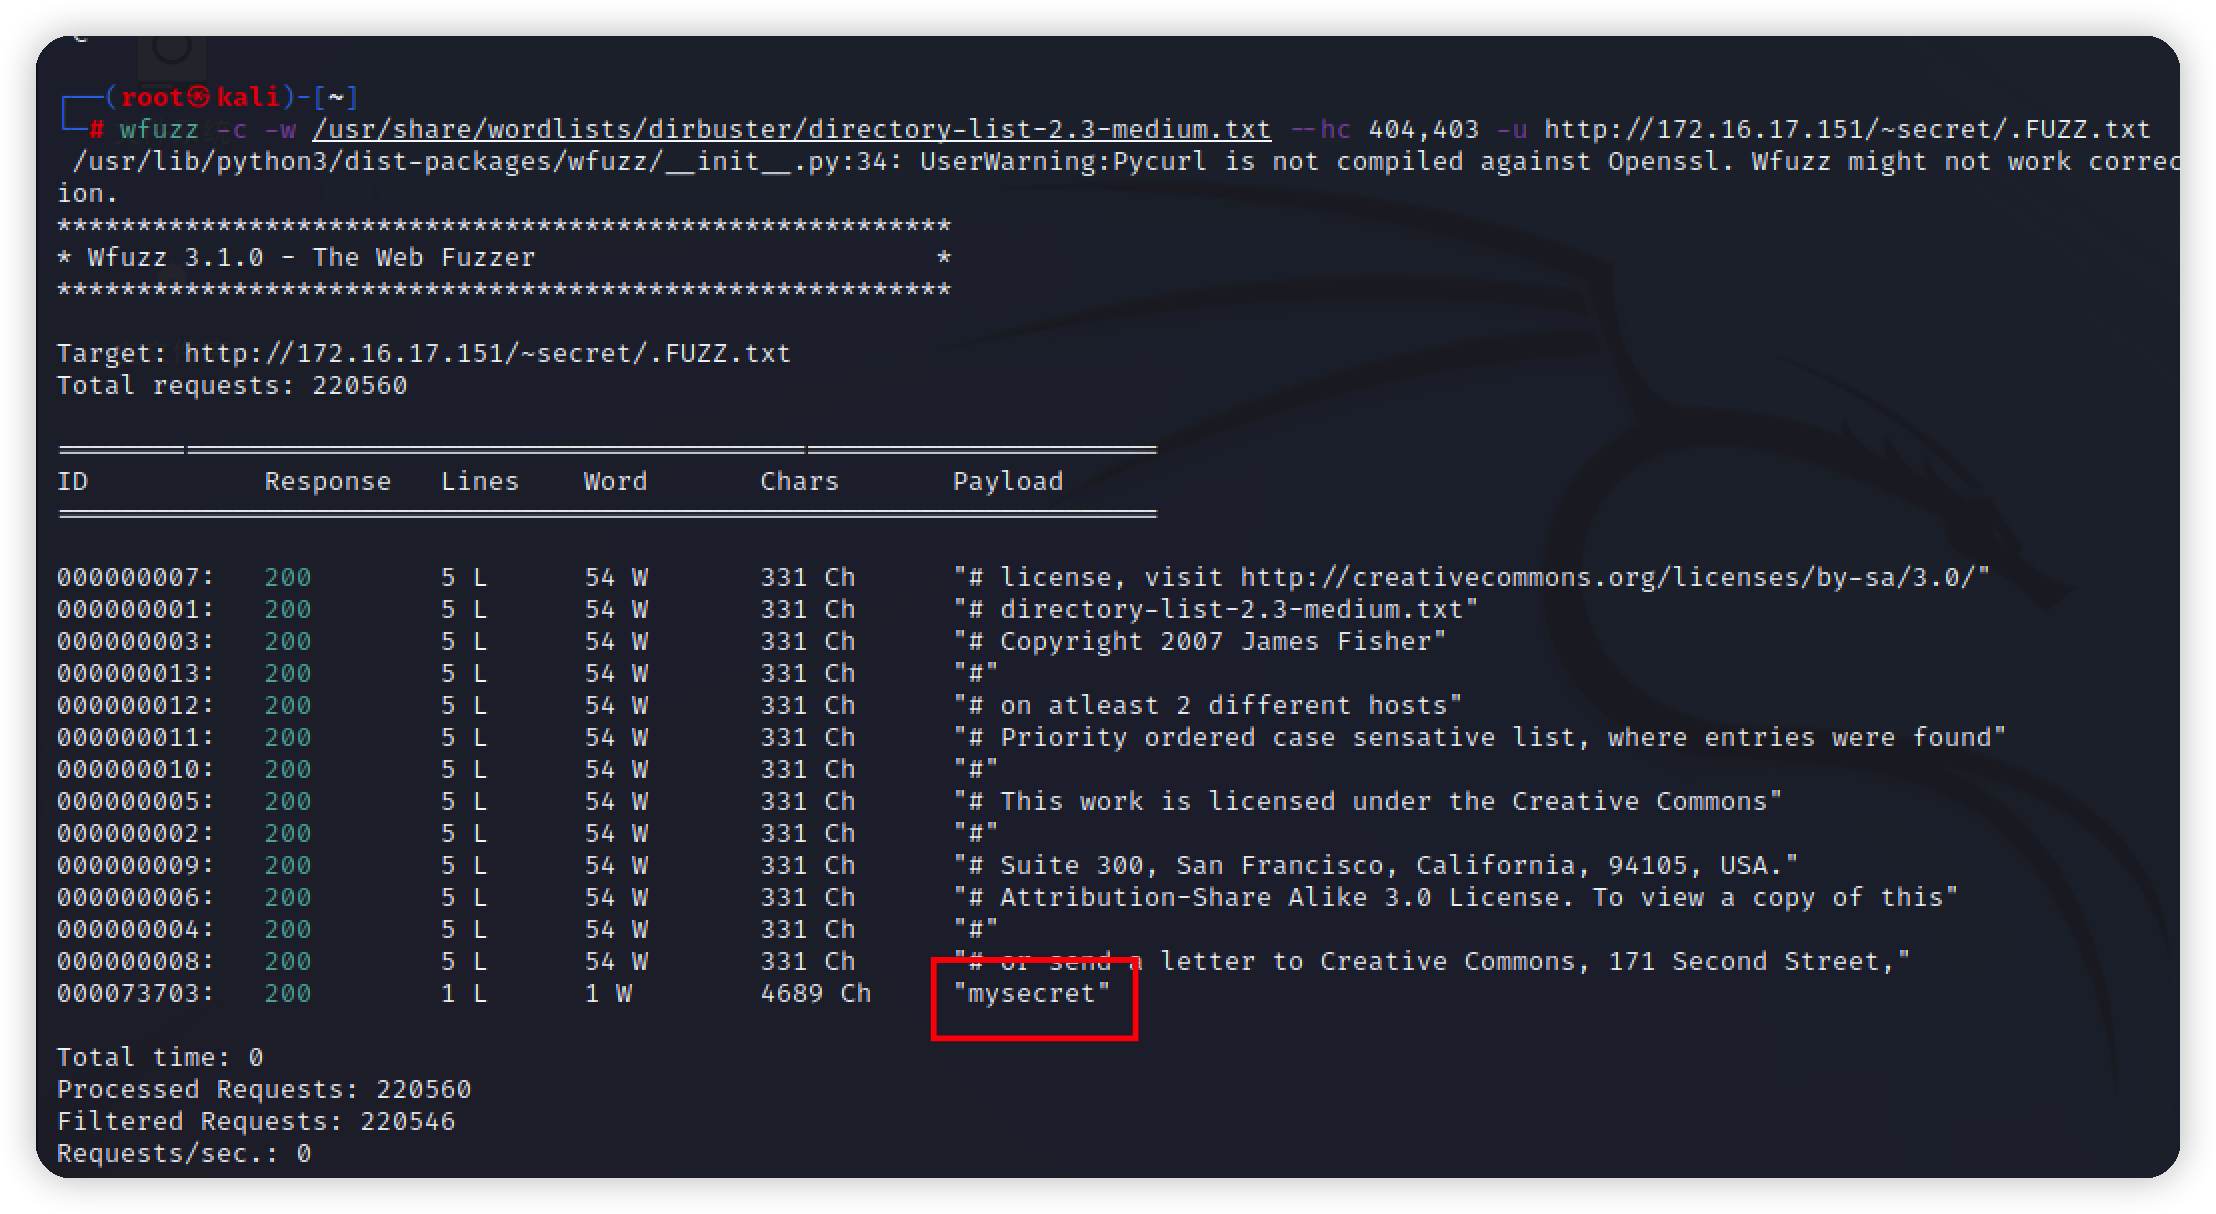 ┌──(root㉿kali)-[~]
└─# wfuzz -c -w /usr/share/wordlists/dirbuster/directory-list-2.3-medium.txt --hc 404,403 -u http://172.16.17.151/~secret/.FUZZ.txt
/usr/lib/python3/dist-packages/wfuzz/__init__.py:34: UserWarning:Pycurl is not compiled against Openssl. Wfuzz might not work correc
ion.
********************************************************
* Wfuzz 3.1.0 - The Web Fuzzer                         *
********************************************************
Target: http://172.16.17.151/~secret/.FUZZ.txt
Total requests: 220560
=====================================================================
ID           Response   Lines    Word       Chars       Payload
=====================================================================
000000007:   200        5 L      54 W       331 Ch      "# license, visit http://creativecommons.org/licenses/by-sa/3.0/"
000000001:   200        5 L      54 W       331 Ch      "# directory-list-2.3-medium.txt"
000000003:   200        5 L      54 W       331 Ch      "# Copyright 2007 James Fisher"
000000013:   200        5 L      54 W       331 Ch      "#"
000000012:   200        5 L      54 W       331 Ch      "# on atleast 2 different hosts"
000000011:   200        5 L      54 W       331 Ch      "# Priority ordered case sensative list, where entries were found"
000000010:   200        5 L      54 W       331 Ch      "#"
000000005:   200        5 L      54 W       331 Ch      "# This work is licensed under the Creative Commons"
000000002:   200        5 L      54 W       331 Ch      "#"
000000009:   200        5 L      54 W       331 Ch      "# Suite 300, San Francisco, California, 94105, USA."
000000006:   200        5 L      54 W       331 Ch      "# Attribution-Share Alike 3.0 License. To view a copy of this"
000000004:   200        5 L      54 W       331 Ch      "#"
000000008:   200        5 L      54 W       331 Ch      "# or send a letter to Creative Commons, 171 Second Street,"
000073703:   200        1 L      1 W        4689 Ch     "mysecret"
Total time: 0
Processed Requests: 220560
Filtered Requests: 220546
Requests/sec.: 0